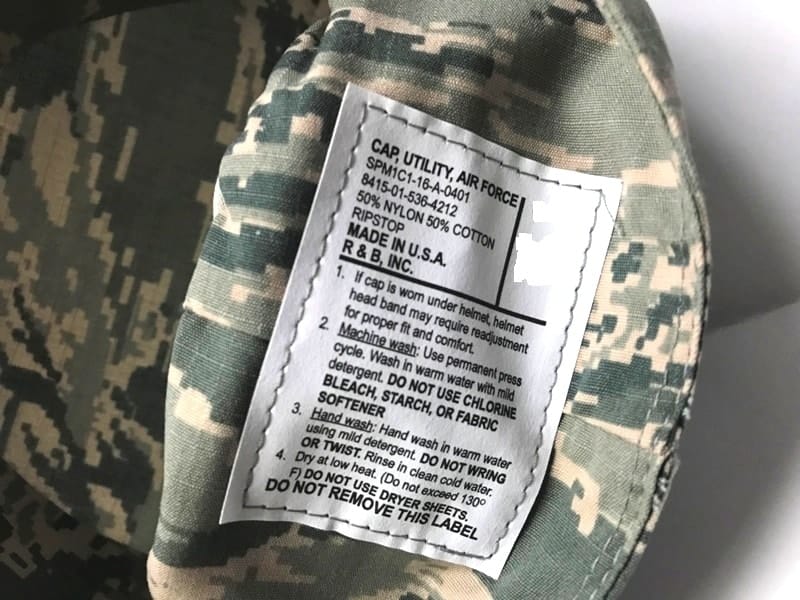 CAP, UTILITY, AIR FORCE
SPM1C1-16-A-0401
8415-01-536-4212
50% NYLON 50% COTTON
RIPSTOP
MADE IN U.S.A.
R & B, INC.
1. If cap is worn under helmet, helmet
head band may require readjustment
for proper fit and comfort.
2. Machine wash: Use permanent press
cycle. Wash in warm water with mild
detergent. DO NOT USE CHLORINE
BLEACH, STARCH, OR FABRIC
SOFTENER
3. Hand wash: Hand wash in warm water
using mild detergent. DO NOT WRING
OR TWIST. Rinse in clean cold water.
4. Dry at low heat. (Do not exceed 130°
F) DO NOT USE DRYER SHEETS.
DO NOT REMOVE THIS LABEL